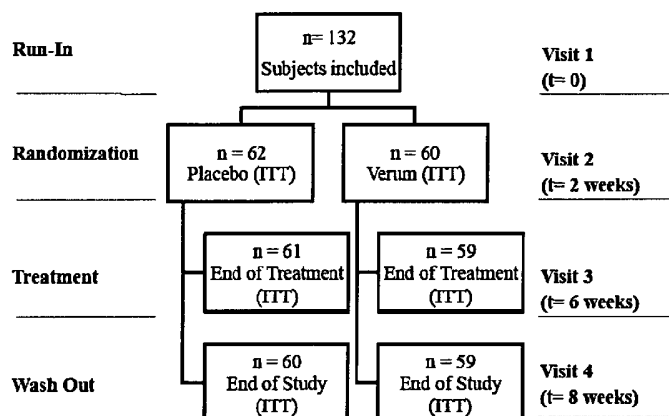 n= 132
Subjects included
Run-In
Visit 1
(t= 0)
Randomization
n = 62
Placebo (ITT)
n = 60
Verum (ITT)
Visit 2
(t= 2 weeks)
Treatment
n = 61
End of Treatment
(ITT)
n = 59
End of Treatment
(ITT)
Visit 3
(t= 6 weeks)
Wash Out
n = 60
End of Study
(ITT)
n = 59
End of Study
(ITT)
Visit 4
(t= 8 weeks)